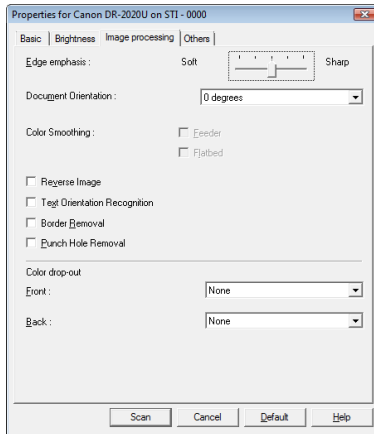 Properties for Canon DR-2020U on STI - 0000
Basic Brightness Image processing Others
Edge emphasis : Soft Sharp
Document Orientation : 0 degrees
Color Smoothing : Feeder
Flatbed
Reverse Image
Text Orientation Recognition
Border Removal
Punch Hole Removal
Color drop-out
Front : None
Back : None
Scan Cancel Default Help